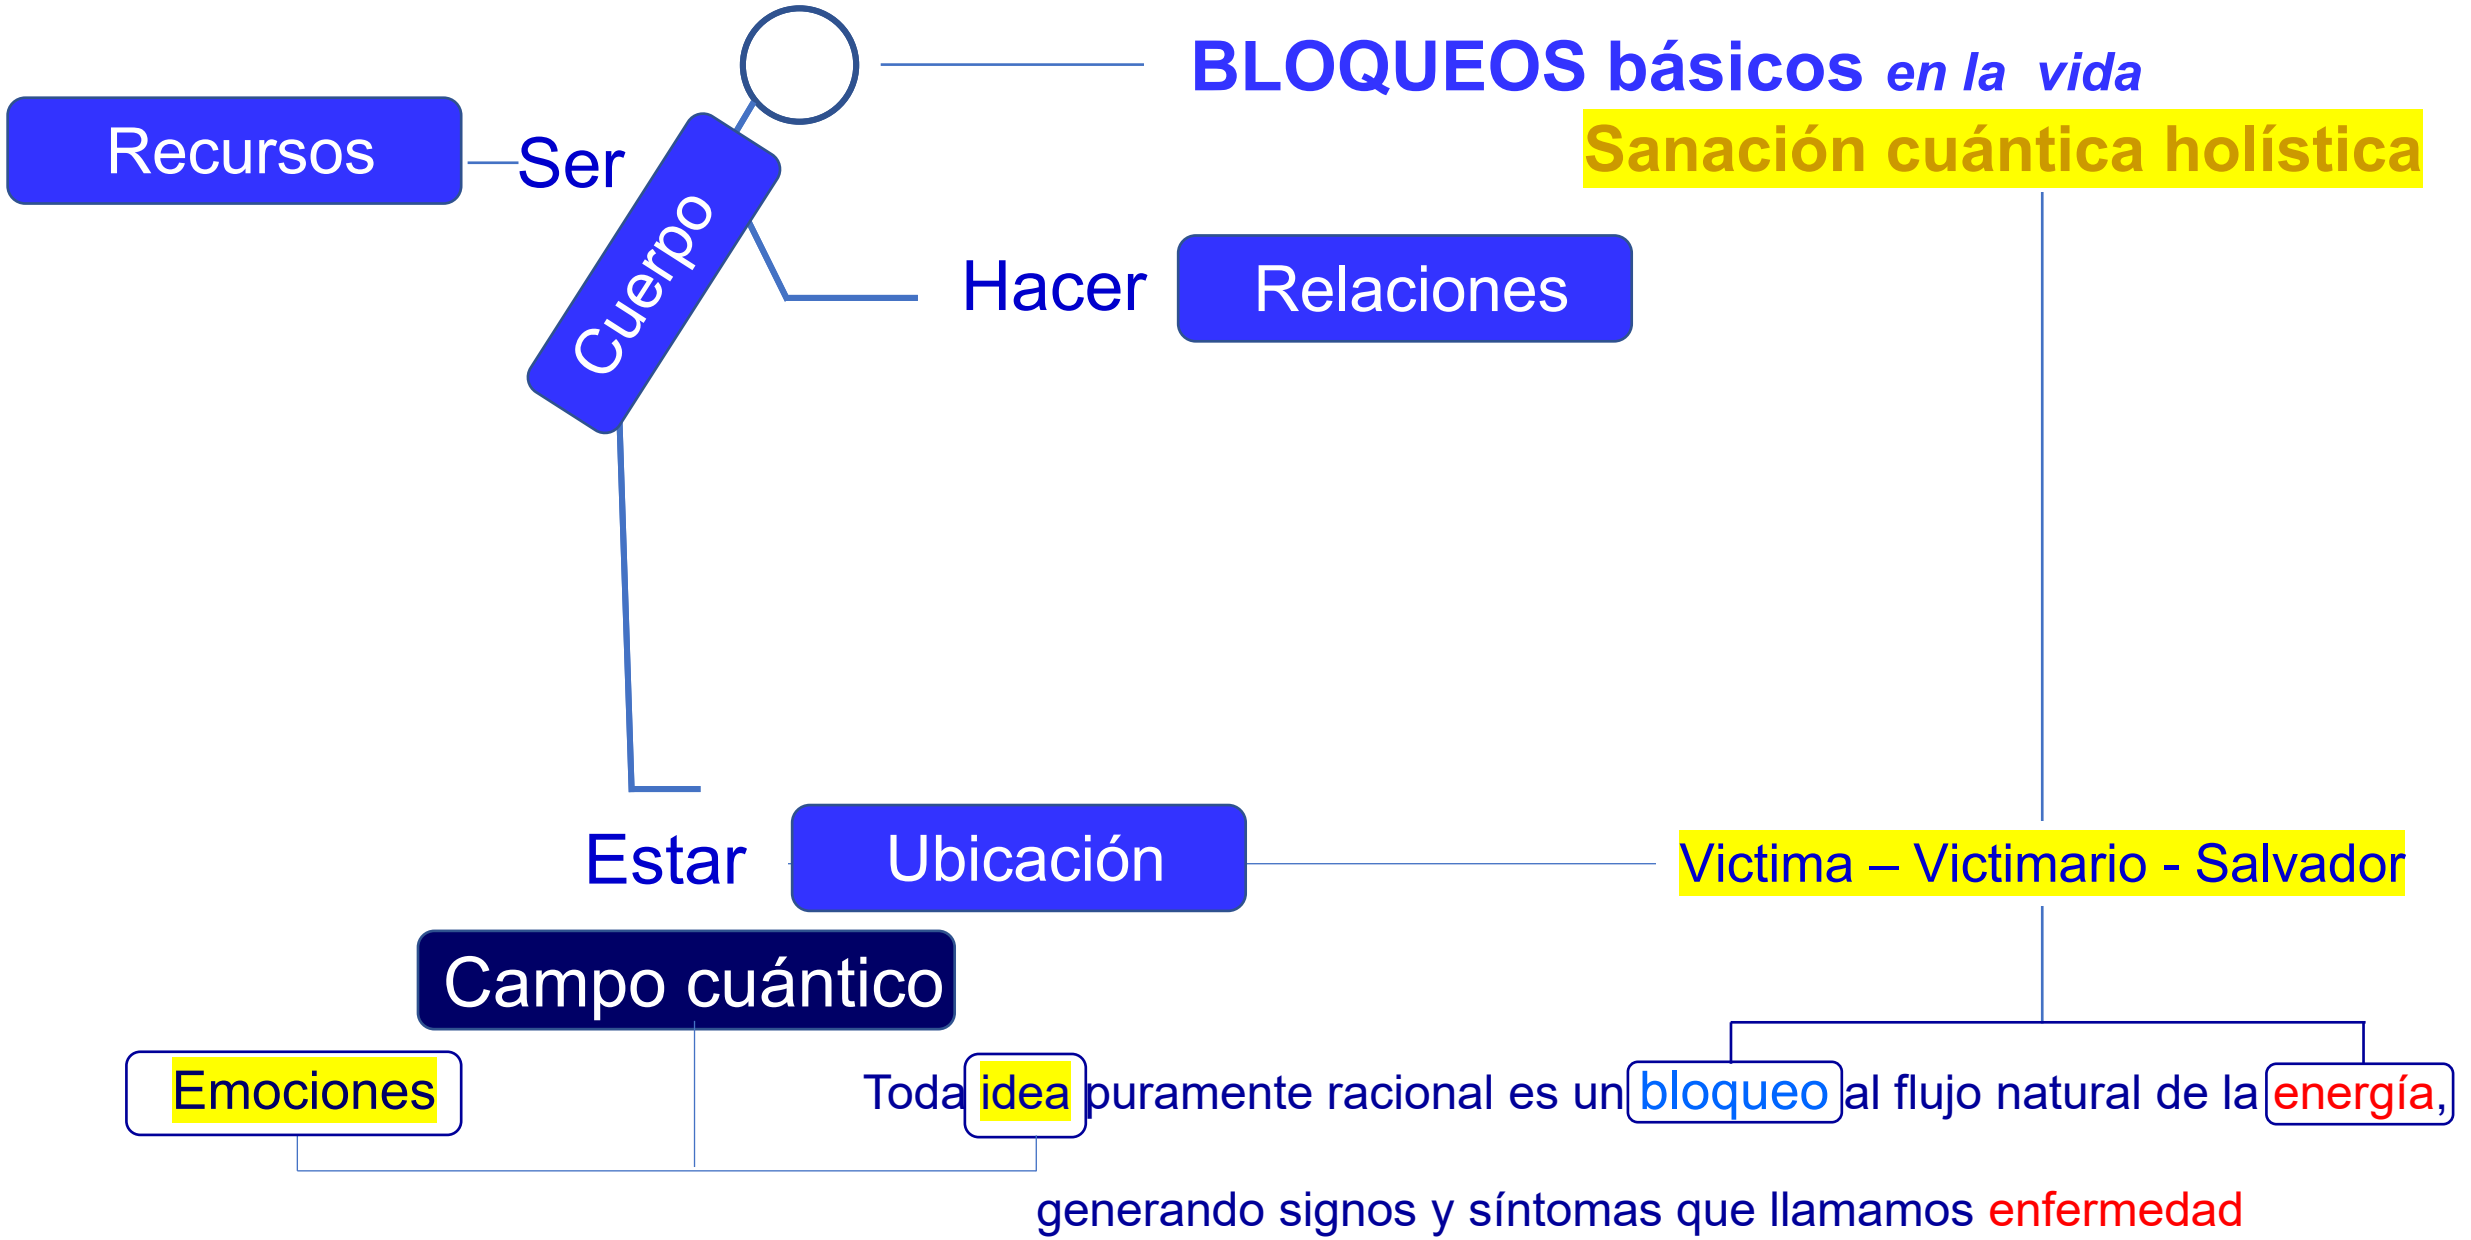 BLOQUEOS básicos en la vida
Sanación cuántica holística
Recursos
Ser
Cuerpo
Hacer
Relaciones
Estar
Ubicación
Victima – Victimario - Salvador
Campo cuántico
Emociones
Toda idea puramente racional es un bloqueo al flujo natural de la energía,
generando signos y síntomas que llamamos enfermedad